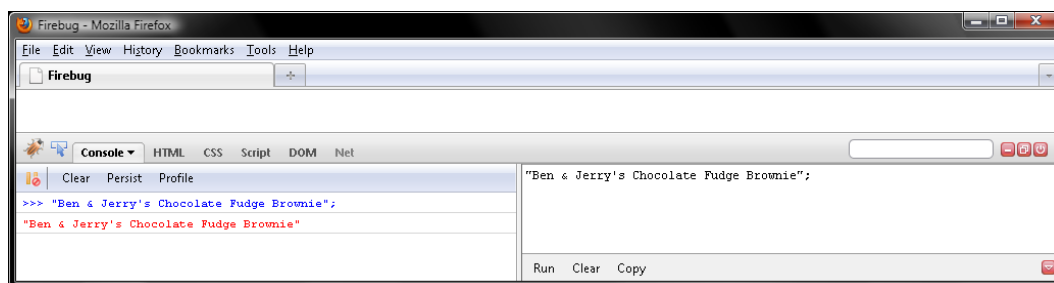 Firebug - Mozilla Firefox
File Edit View History Bookmarks Tools Help
Firebug
Console HTML CSS Script DOM Net
Clear Persist Profile
>>> "Ben & Jerry's Chocolate Fudge Brownie";
"Ben & Jerry's Chocolate Fudge Brownie"
"Ben & Jerry's Chocolate Fudge Brownie";
Run Clear Copy